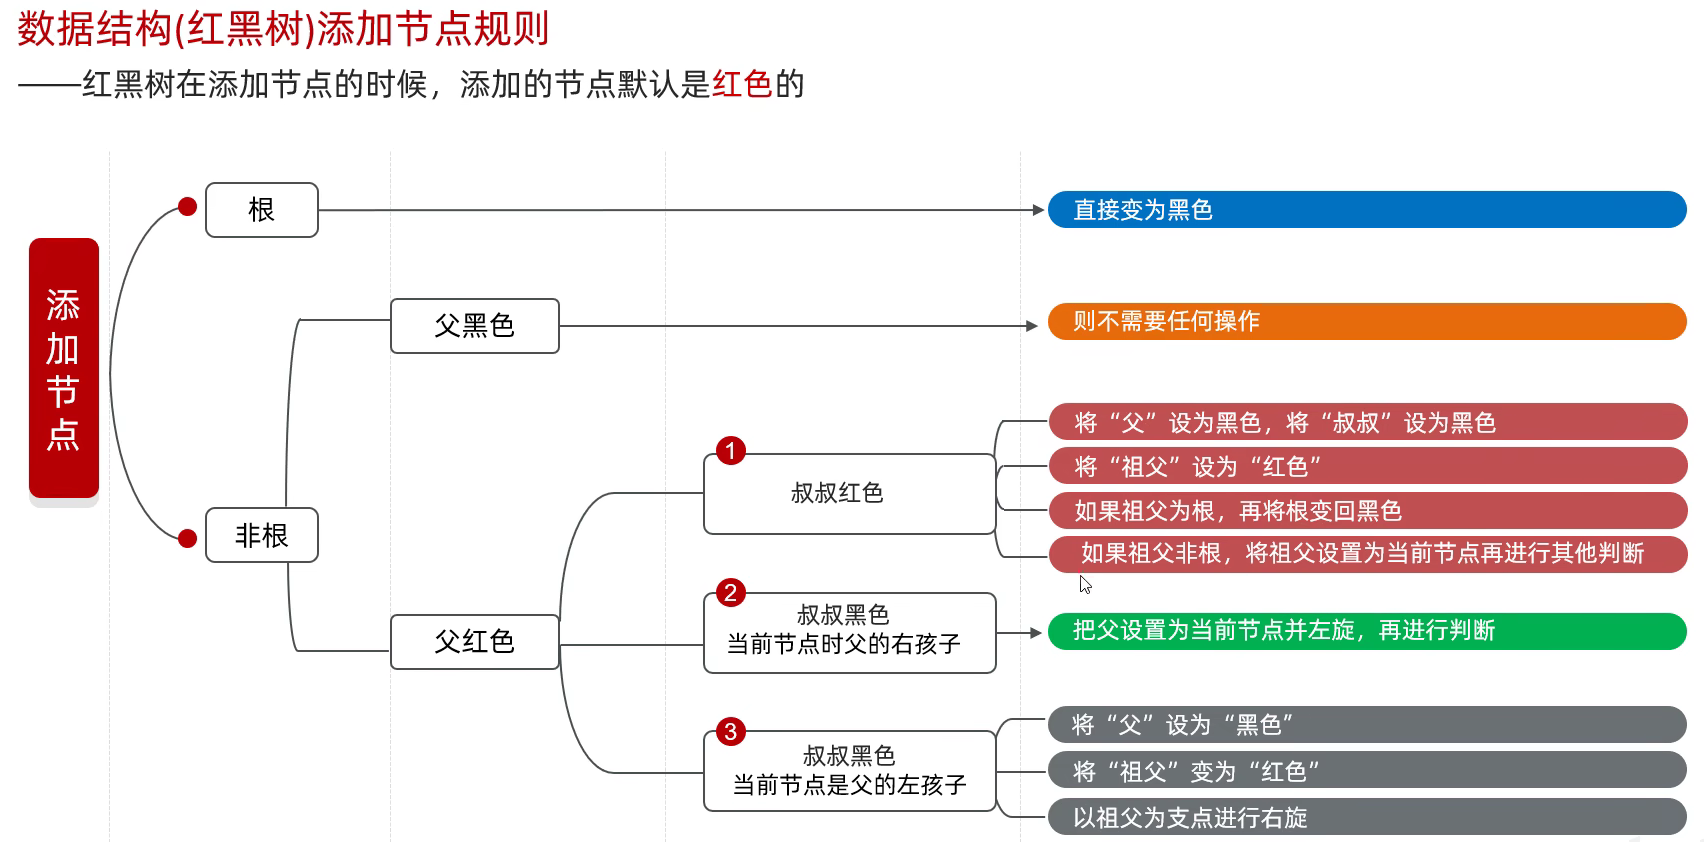 数据结构(红黑树)添加节点规则
——红黑树在添加节点的时候，添加的节点默认是红色的
添加节点
根
直接变为黑色
父黑色
则不需要任何操作
非根
父红色
1
叔叔红色
将“父”设为黑色，将“叔叔”设为黑色
将“祖父”设为“红色”
如果祖父为根，再将根变回黑色
如果祖父非根，将祖父设置为当前节点再进行其他判断
2
叔叔黑色
当前节点时父的右孩子
把父设置为当前节点并左旋，再进行判断
3
叔叔黑色
当前节点是父的左孩子
将“父”设为“黑色”
将“祖父”变为“红色”
以祖父为支点进行右旋